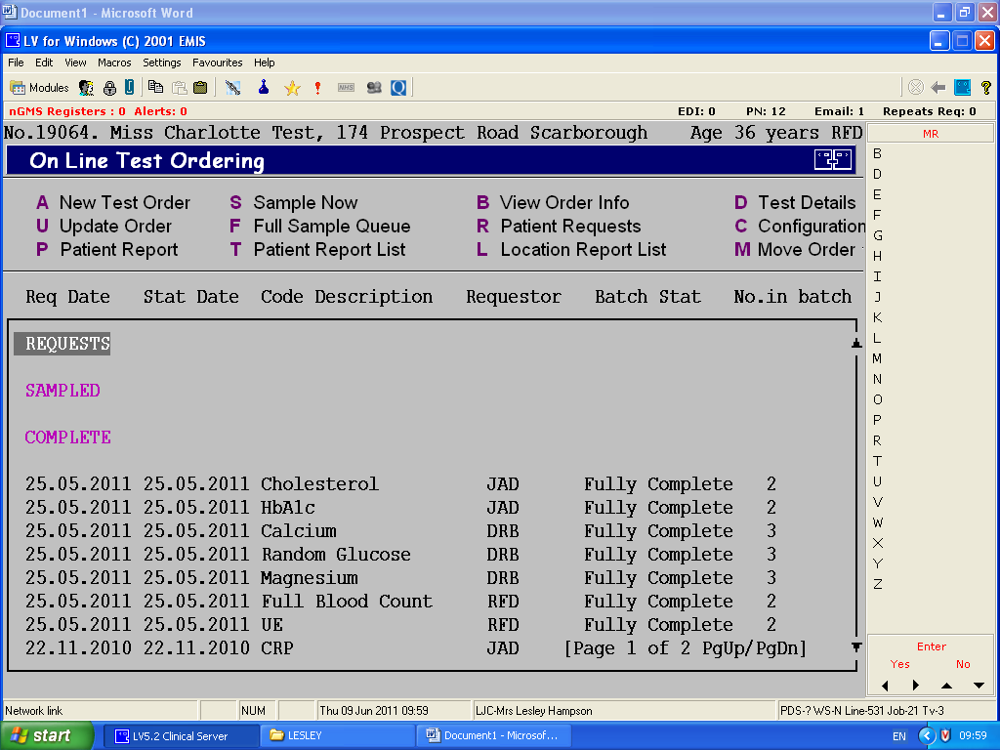 Document1 - Microsoft Word
LV for Windows (C) 2001 EMIS
File Edit View Macros Settings Favourites Help
Modules NHS Q ?
nGMS Registers : 0 Alerts: 0 EDI: 0 PN: 12 Email: 1 Repeats Req: 0
No.19064. Miss Charlotte Test, 174 Prospect Road Scarborough Age 36 years RFD
MR
On Line Test Ordering
A New Test Order S Sample Now B View Order Info D Test Details
U Update Order F Full Sample Queue R Patient Requests C Configuration
P Patient Report T Patient Report List L Location Report List M Move Order
Req Date Stat Date Code Description Requestor Batch Stat No.in batch
REQUESTS
SAMPLED
COMPLETE
25.05.2011 25.05.2011 Cholesterol JAD Fully Complete 2
25.05.2011 25.05.2011 HbA1c JAD Fully Complete 2
25.05.2011 25.05.2011 Calcium DRB Fully Complete 3
25.05.2011 25.05.2011 Random Glucose DRB Fully Complete 3
25.05.2011 25.05.2011 Magnesium DRB Fully Complete 3
25.05.2011 25.05.2011 Full Blood Count RFD Fully Complete 2
25.05.2011 25.05.2011 UE RFD Fully Complete 2
22.11.2010 22.11.2010 CRP JAD [Page 1 of 2 PgUp/PgDn]
B
D
E
F
G
H
I
J
K
L
M
N
O
P
R
T
U
V
W
X
Y
Z
Enter
Yes No
Network link NUM Thu 09 Jun 2011 09:59 LJC-Mrs Lesley Hampson PDS-? WS-N Line-531 Job-21 Tv-3
start LV5.2 Clinical Server LESLEY Document1 - Microsof... EN 09:59